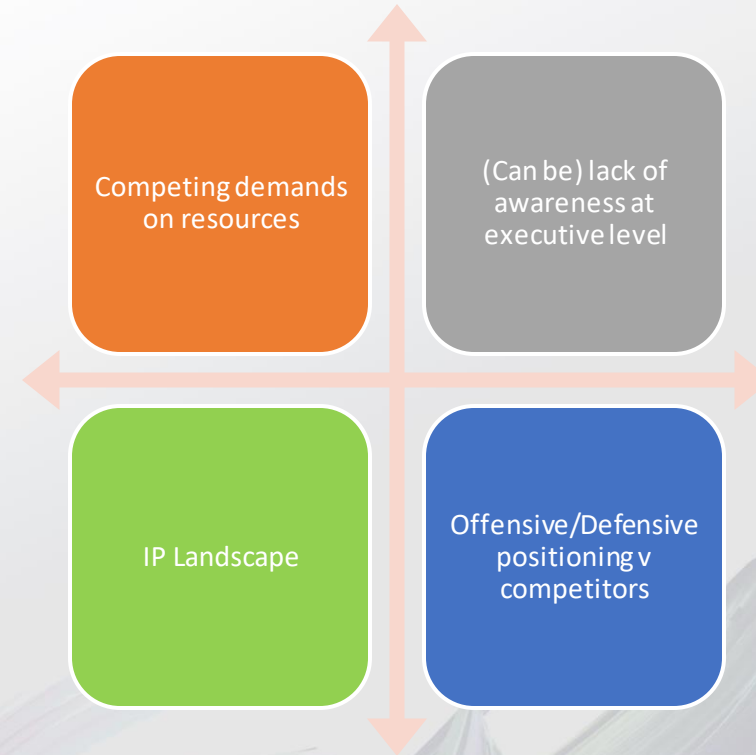 Competing demands
on resources
(Can be) lack of
awareness at
executive level
IP Landscape
Offensive/Defensive
positioning v
competitors